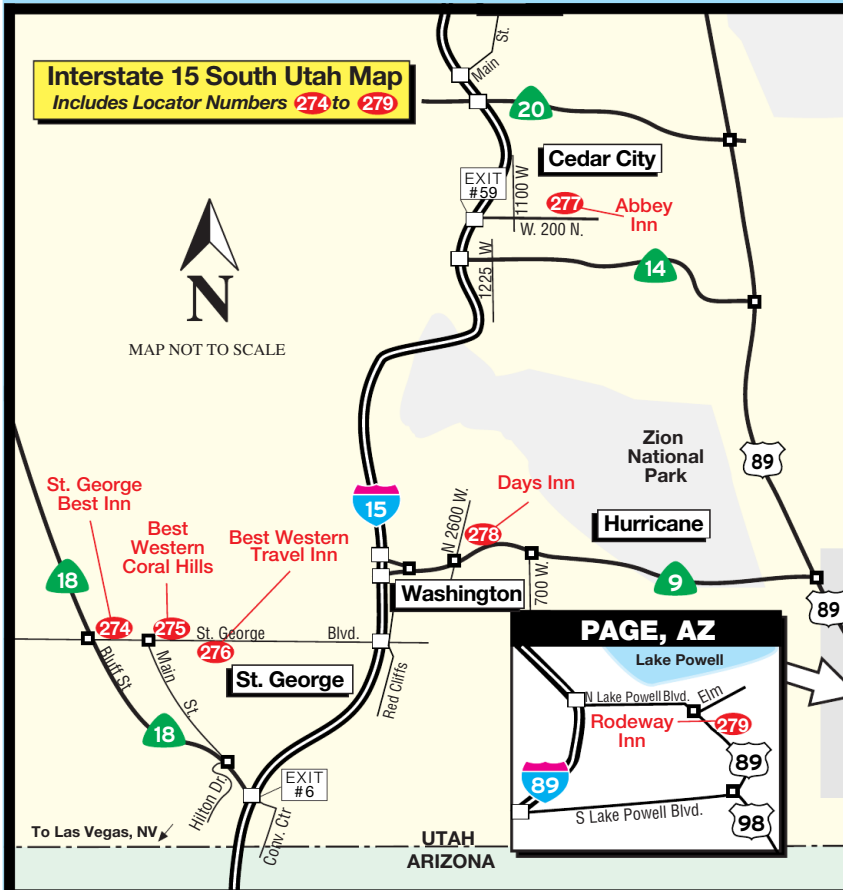 Interstate 15 South Utah Map
Includes Locator Numbers 274 to 279
Main St.
20
Cedar City
EXIT
#59
1100 W
277
Abbey
Inn
W. 200 N.
1225 W
14
N
MAP NOT TO SCALE
Zion
National
Park
89
St. George
Best Inn
Best
Western
Coral Hills
Best Western
Travel Inn
15
Days Inn
N 2600 W.
278
Hurricane
18
Washington
700 W.
9
89
274
275
St. George Blvd.
276
Bluff St.
Main St.
St. George
Red Cliffs
18
Hilton Dr.
EXIT
#6
Conv. Ctr
To Las Vegas, NV
UTAH
ARIZONA
PAGE, AZ
Lake Powell
N Lake Powell Blvd.
Elm
Rodeway
Inn
279
89
89
S Lake Powell Blvd.
98